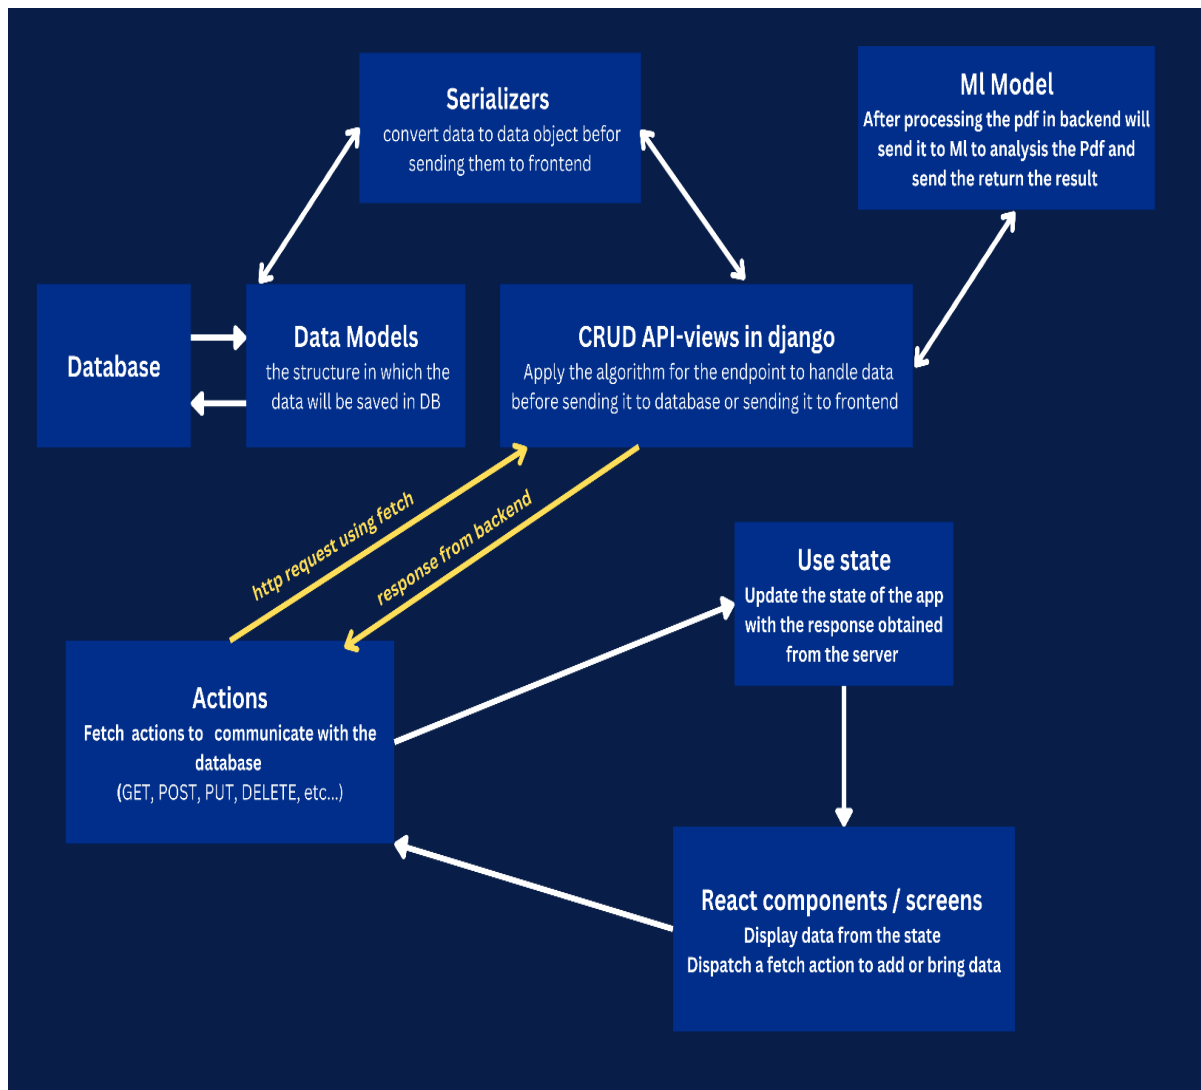 Serializers
convert data to data object befor
sending them to frontend
Ml Model
After processing the pdf in backend will
send it to Ml to analysis the Pdf and
send the return the result
Database
Data Models
the structure in which the
data will be saved in DB
CRUD API-views in django
Apply the algorithm for the endpoint to handle data
before sending it to database or sending it to frontend
http request using fetch
response from backend
Use state
Update the state of the app
with the response obtained
from the server
Actions
Fetch actions to communicate with the
database
(GET, POST, PUT, DELETE, etc...)
React components / screens
Display data from the state
Dispatch a fetch action to add or bring data